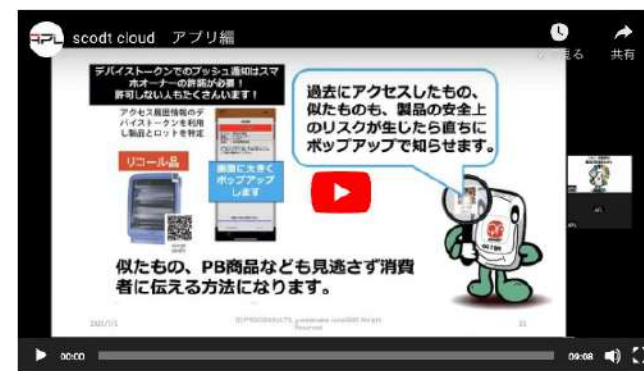 scodt cloud アプリ編
見る
共有
デバイストークンでのプッシュ通知はスマ
ホオーナーの許諾が必要!
許可しない人もたくさんいます!
アクセス履歴情報のデ
バイストークンを利用
し製品とロットを特定
リコール品
画面に大きく
ポップアップ
します
過去にアクセスしたもの、
似たものも、製品の安全上
のリスクが生じたら直ちに
ポップアップで知らせます。
似たもの、PB商品なども見逃さず消費
者に伝える方法になります。
Reserved
00:00
09:08